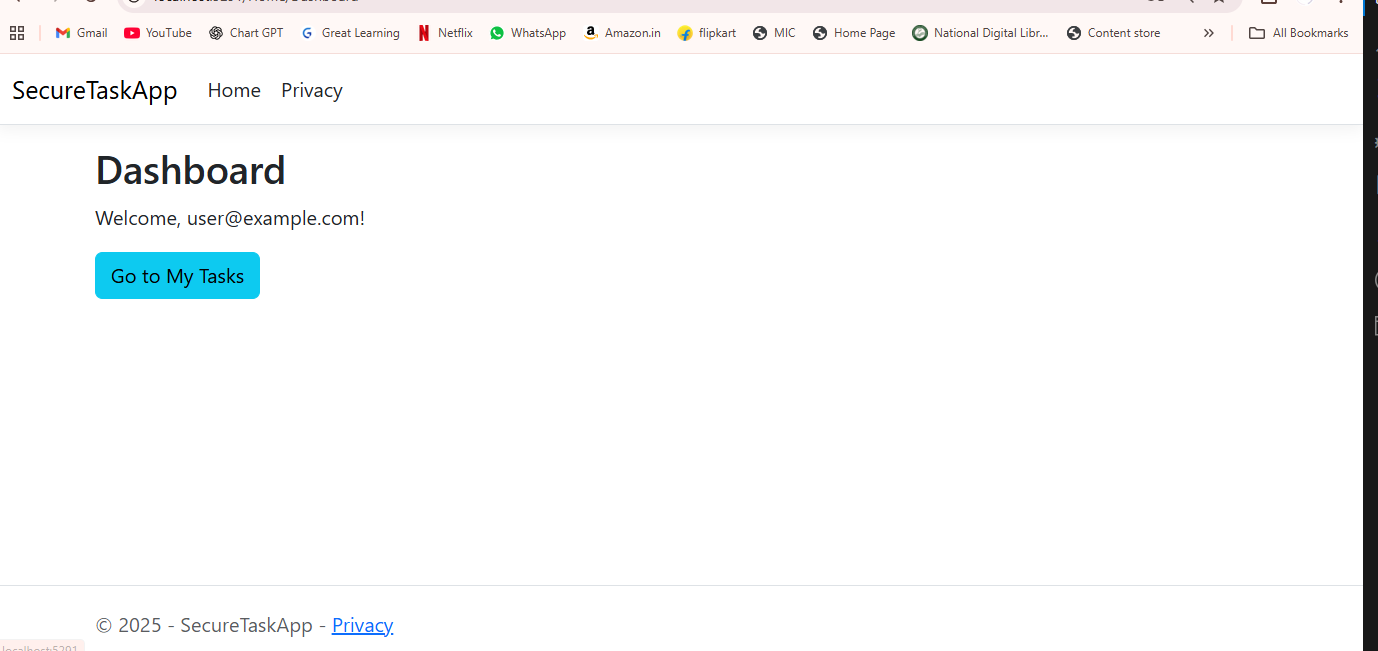 Gmail YouTube Chart GPT Great Learning Netflix WhatsApp Amazon.in flipkart MIC Home Page National Digital Libr... Content store » All Bookmarks
SecureTaskApp Home Privacy
Dashboard
Welcome, user@example.com!
Go to My Tasks
© 2025 - SecureTaskApp - Privacy